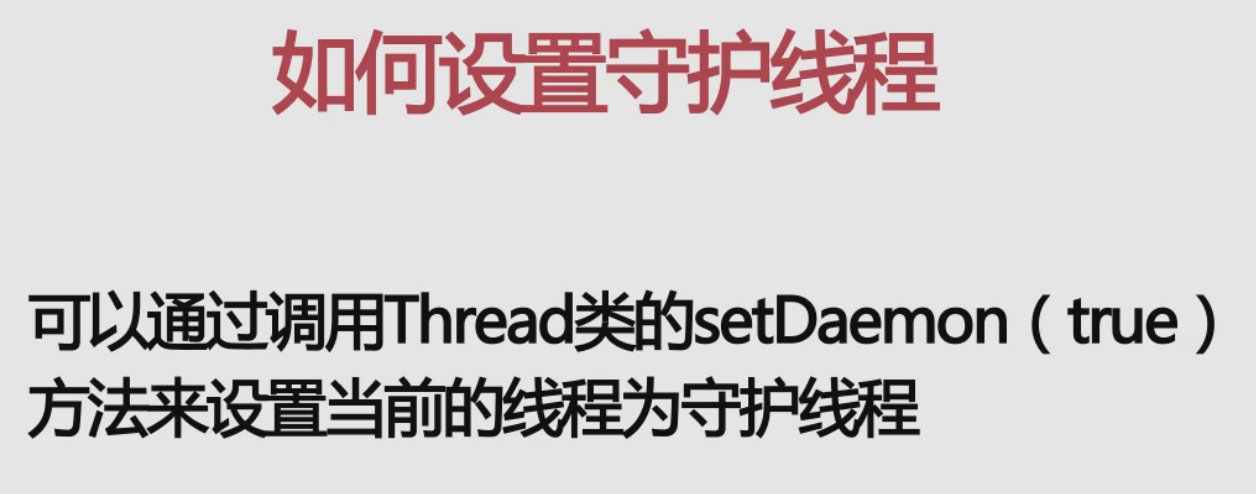 如何设置守护线程
可以通过调用Thread类的setDaemon（true）
方法来设置当前的线程为守护线程